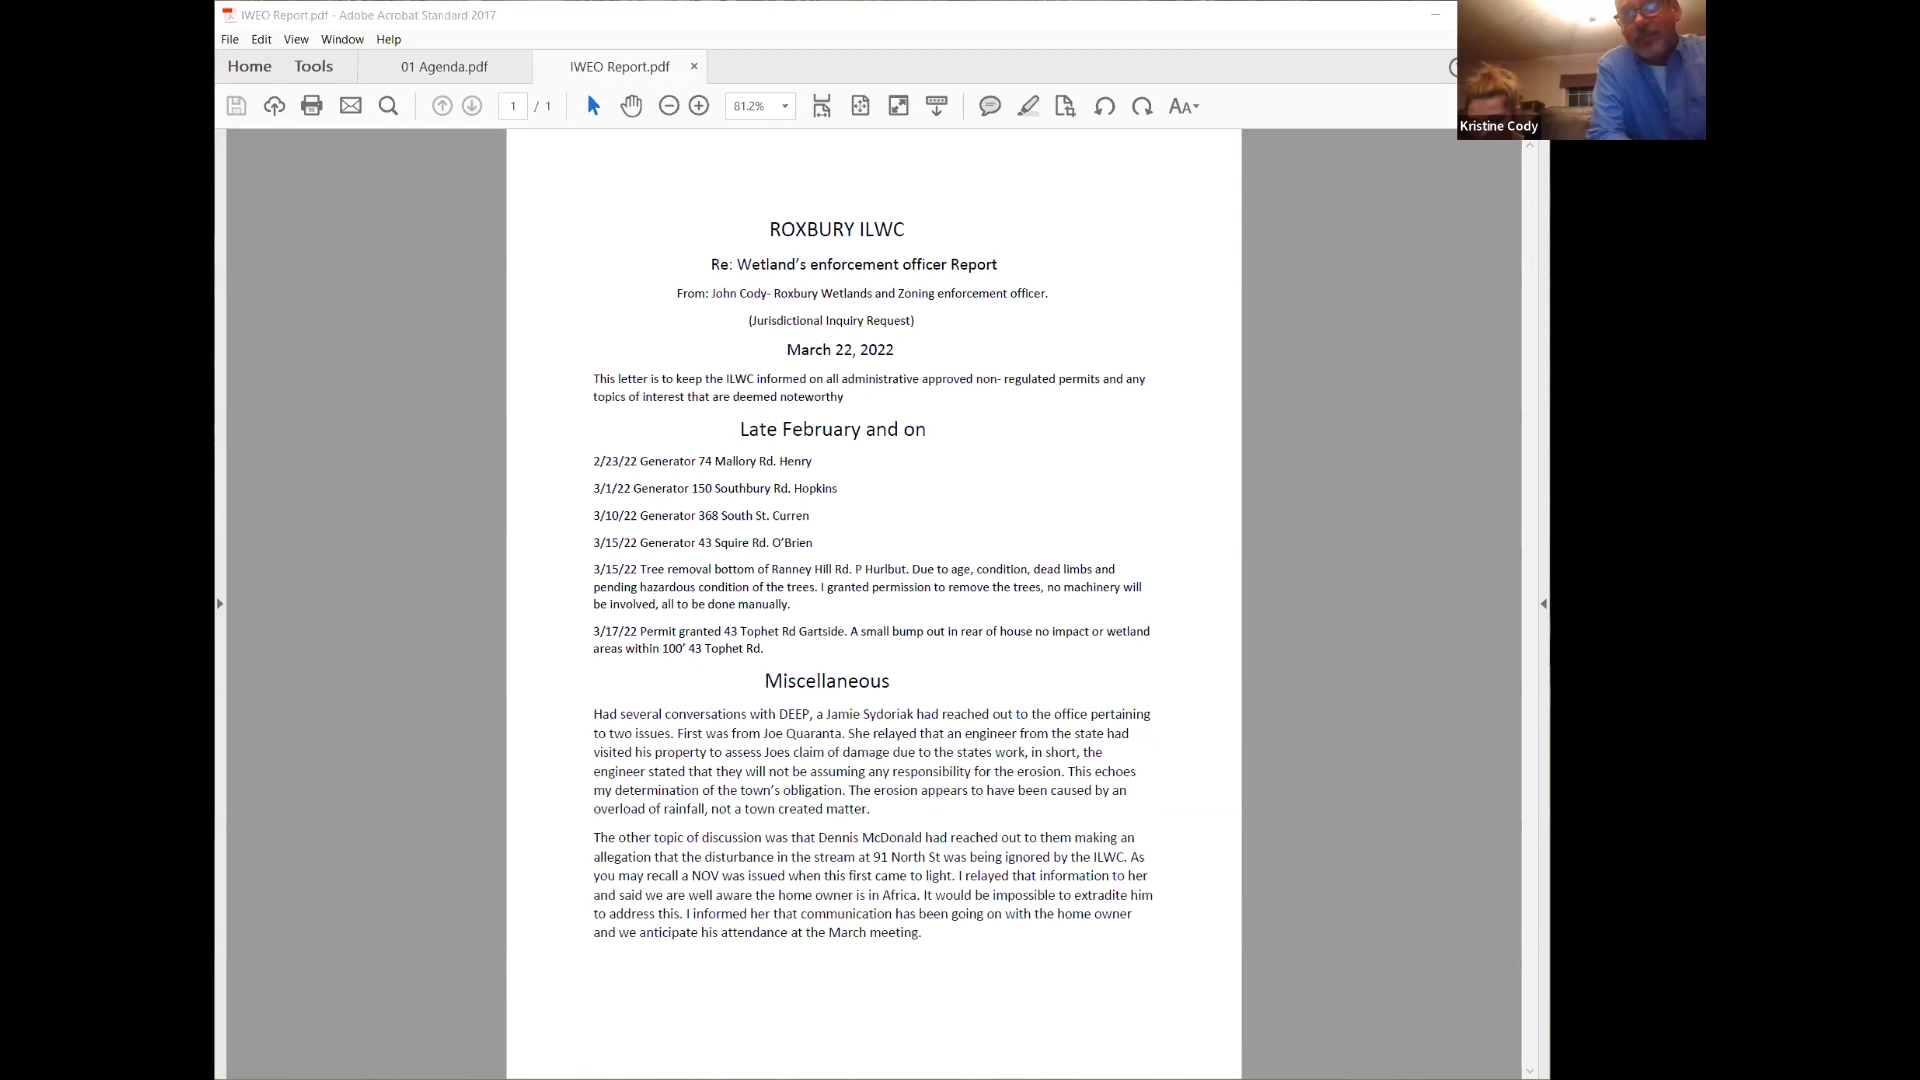 IWEO Report.pdf - Adobe Acrobat Standard 2017
File Edit View Window Help
Home Tools 01 Agenda.pdf IWEO Report.pdf ×
1 / 1 81.2%
Kristine Cody
ROXBURY ILWC
Re: Wetland’s enforcement officer Report
From: John Cody- Roxbury Wetlands and Zoning enforcement officer.
(Jurisdictional Inquiry Request)
March 22, 2022
This letter is to keep the ILWC informed on all administrative approved non- regulated permits and any
topics of interest that are deemed noteworthy
Late February and on
2/23/22 Generator 74 Mallory Rd. Henry
3/1/22 Generator 150 Southbury Rd. Hopkins
3/10/22 Generator 368 South St. Curren
3/15/22 Generator 43 Squire Rd. O’Brien
3/15/22 Tree removal bottom of Ranney Hill Rd. P Hurlbut. Due to age, condition, dead limbs and
pending hazardous condition of the trees. I granted permission to remove the trees, no machinery will
be involved, all to be done manually.
3/17/22 Permit granted 43 Tophet Rd Gartside. A small bump out in rear of house no impact or wetland
areas within 100’ 43 Tophet Rd.
Miscellaneous
Had several conversations with DEEP, a Jamie Sydoriak had reached out to the office pertaining
to two issues. First was from Joe Quaranta. She relayed that an engineer from the state had
visited his property to assess Joes claim of damage due to the states work, in short, the
engineer stated that they will not be assuming any responsibility for the erosion. This echoes
my determination of the town’s obligation. The erosion appears to have been caused by an
overload of rainfall, not a town created matter.
The other topic of discussion was that Dennis McDonald had reached out to them making an
allegation that the disturbance in the stream at 91 North St was being ignored by the ILWC. As
you may recall a NOV was issued when this first came to light. I relayed that information to her
and said we are well aware the home owner is in Africa. It would be impossible to extradite him
to address this. I informed her that communication has been going on with the home owner
and we anticipate his attendance at the March meeting.